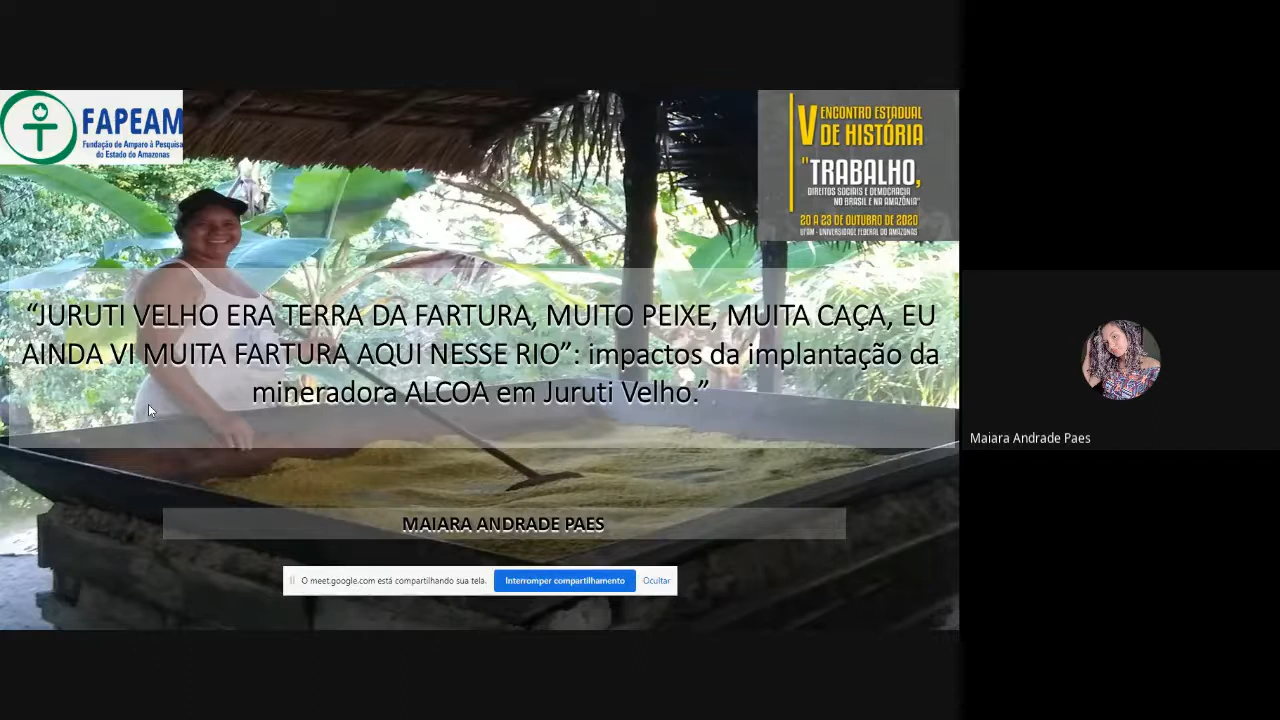 FAPEAM
Fundação de Amparo à Pesquisa
do Estado do Amazonas
V ENCONTRO ESTADUAL
DE HISTÓRIA
"TRABALHO,
DIREITOS SOCIAIS E DEMOCRACIA
NO BRASIL E NA AMAZÔNIA"
20 A 23 DE OUTUBRO DE 2020
UFAM - UNIVERSIDADE FEDERAL DO AMAZONAS
“JURUTI VELHO ERA TERRA DA FARTURA, MUITO PEIXE, MUITA CAÇA, EU
AINDA VI MUITA FARTURA AQUI NESSE RIO”: impactos da implantação da
mineradora ALCOA em Juruti Velho.”
MAIARA ANDRADE PAES
O meet.google.com está compartilhando sua tela. Interromper compartilhamento Ocultar
Maiara Andrade Paes